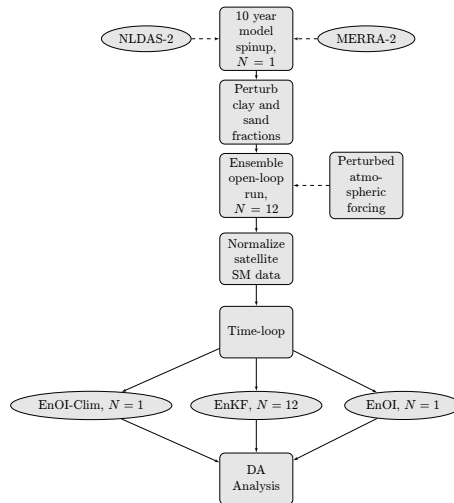 10 year
model
spinup,
N = 1
NLDAS-2
MERRA-2
Perturb
clay and
sand
fractions
Ensemble
open-loop
run,
N = 12
Perturbed
atmo-
spheric
forcing
Normalize
satellite
SM data
Time-loop
EnOI-Clim, N = 1
EnKF, N = 12
EnOI, N = 1
DA
Analysis